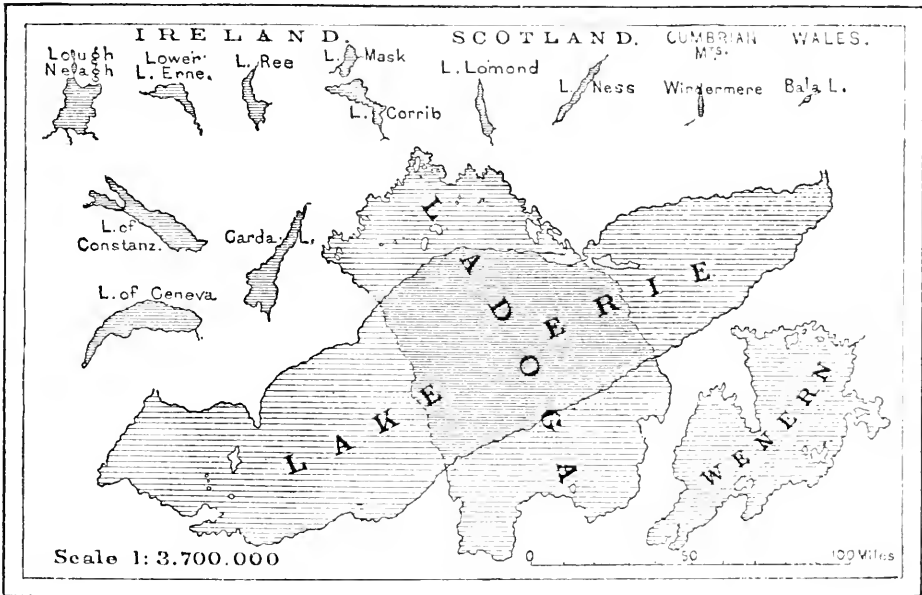 IRELAND. SCOTLAND. CUMBRIAN Mts. WALES.
Lough Neagh
Lower L. Erne.
L. Ree
L. Mask
L. Corrib
L. Lomond
L. Ness
Windermere
Bala L.
L. of Constanz.
Garda L.
L. of Geneva
LADOGA
LAKE ERIE
WENERN
Scale 1:3.700.000
0 50 100 Miles